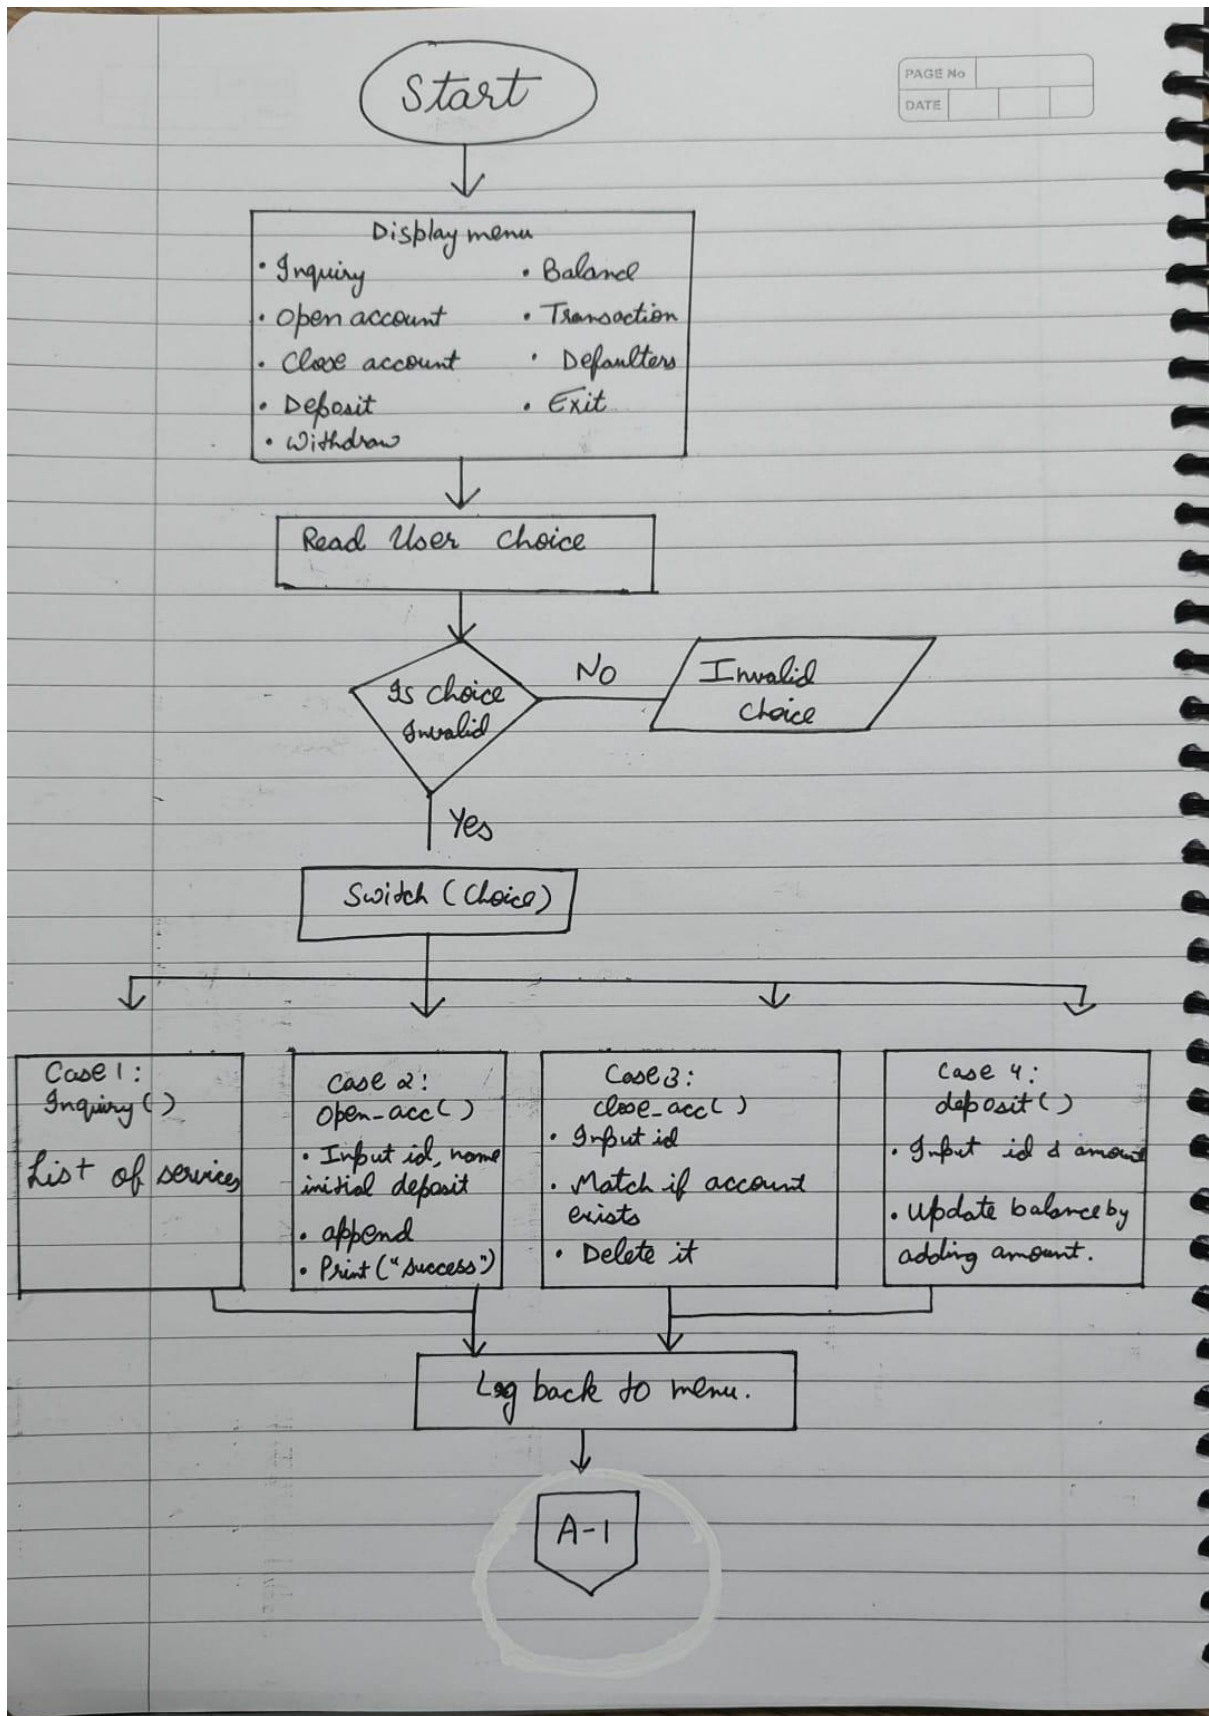 PAGE No
DATE
Start
Display menu
• Inquiry
• Open account
• Close account
• Deposit
• Withdraw
• Balance
• Transaction
• Defaulters
• Exit
Read User Choice
Is Choice
Invalid
No
Invalid
Choice
Yes
Switch (Choice)
Case 1:
Inquiry()
List of services
Case 2:
Open_acc()
• Input id, name
initial deposit
• append
• Print("success")
Case 3:
close_acc()
• Input id
• Match if account
exists
• Delete it
Case 4:
deposit()
• Input id & amount
• Update balance by
adding amount.
Log back to menu.
A-1